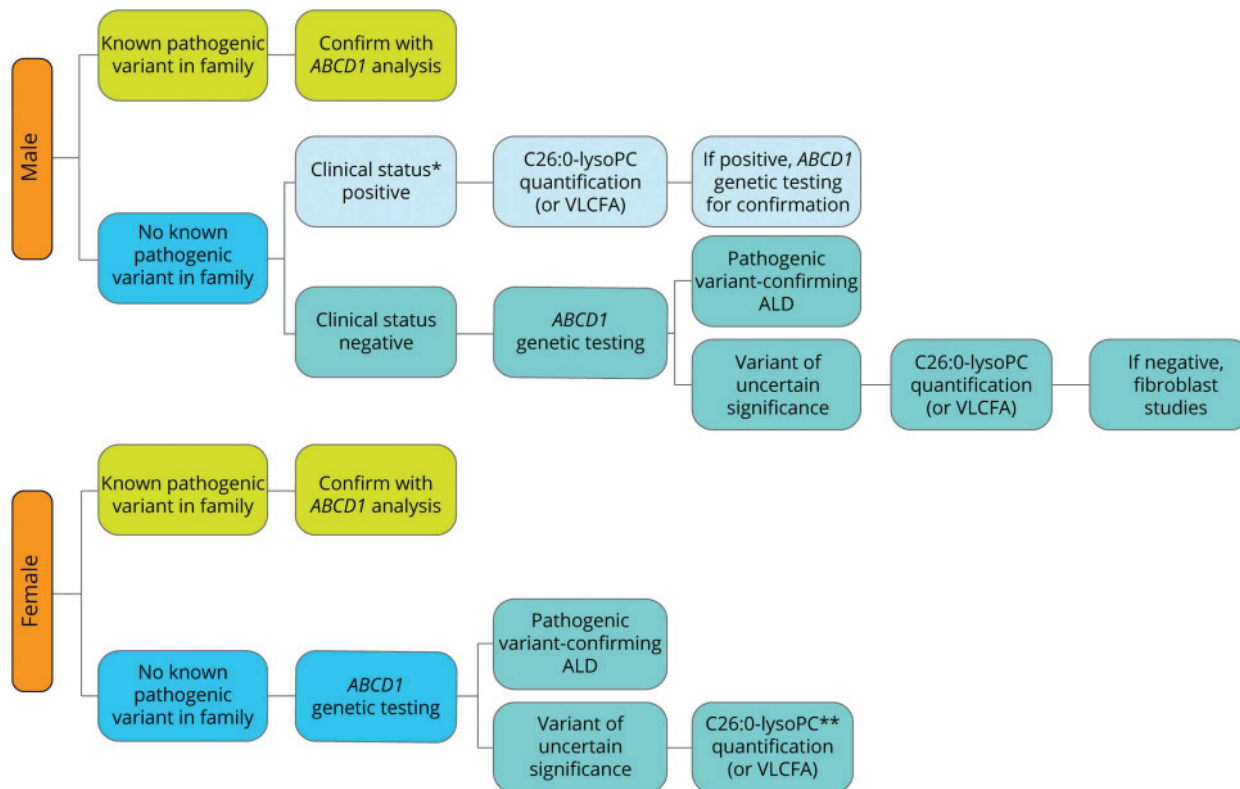 Male
Known pathogenic
variant in family
Confirm with
ABCD1 analysis
No known
pathogenic
variant in family
Clinical status*
positive
C26:0-lysoPC
quantification
(or VLCFA)
If positive, ABCD1
genetic testing
for confirmation
Clinical status
negative
ABCD1
genetic testing
Pathogenic
variant-confirming
ALD
Variant of
uncertain
significance
C26:0-lysoPC
quantification
(or VLCFA)
If negative,
fibroblast
studies
Female
Known pathogenic
variant in family
Confirm with
ABCD1 analysis
No known
pathogenic
variant in family
ABCD1
genetic testing
Pathogenic
variant-confirming
ALD
Variant of
uncertain
significance
C26:0-lysoPC**
quantification
(or VLCFA)